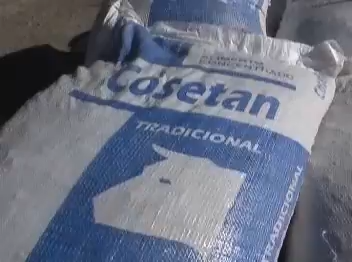 ALIMENTO
CONCENTRADO
Cosetan
TRADICIONAL
TRADICIONAL